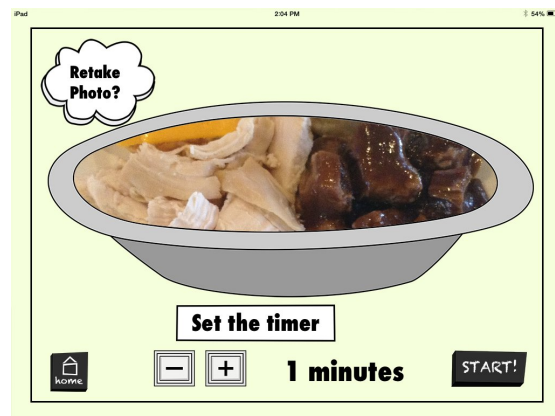 iPad
2:04 PM
54%
Retake
Photo?
Set the timer
home
−
+
1 minutes
START!